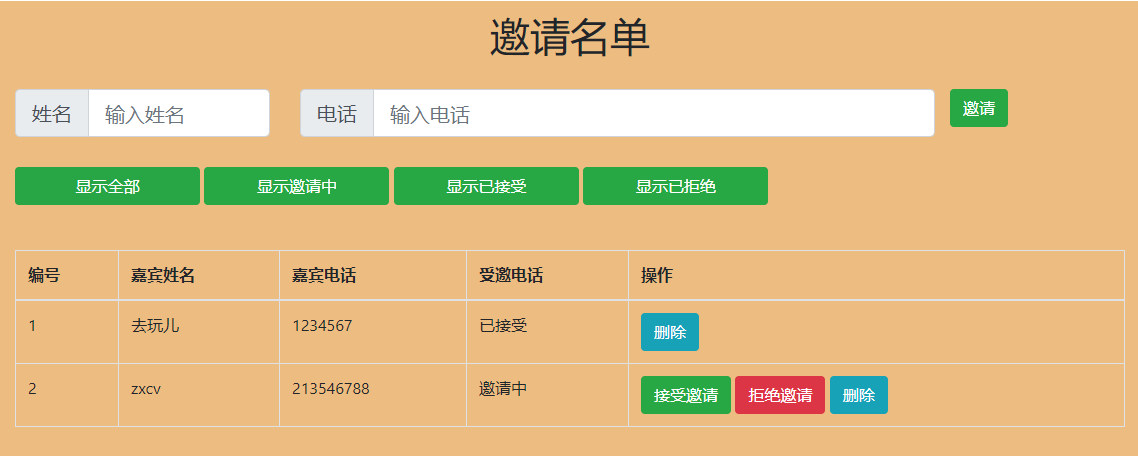 邀请名单
姓名 输入姓名 电话 输入电话 邀请
显示全部 显示邀请中 显示已接受 显示已拒绝
编号 嘉宾姓名 嘉宾电话 受邀电话 操作
1 去玩儿 1234567 已接受 删除
2 zxcv 213546788 邀请中 接受邀请 拒绝邀请 删除